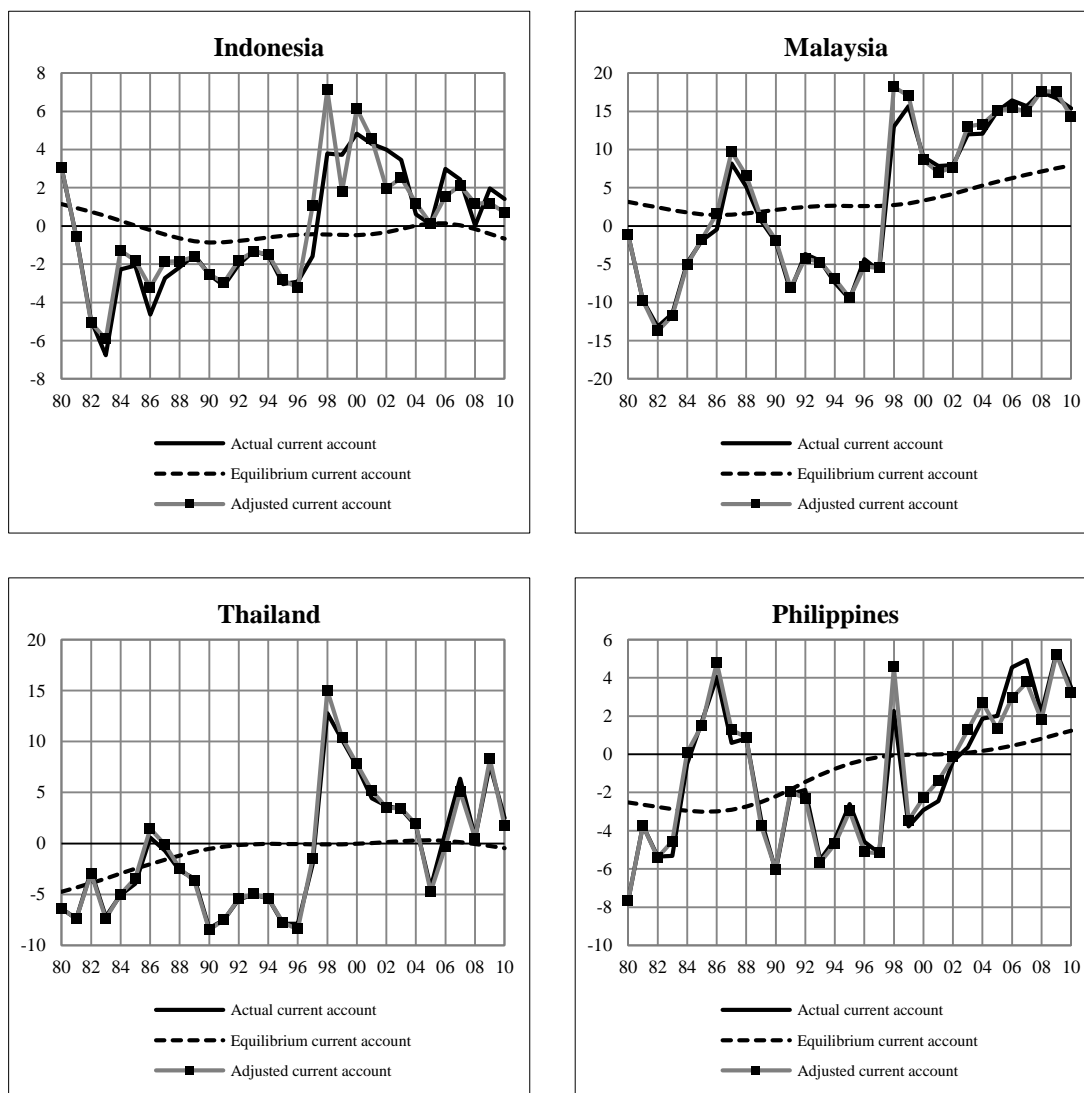 Indonesia
8
6
4
2
0
-2
-4
-6
-8
80 82 84 86 88 90 92 94 96 98 00 02 04 06 08 10
Actual current account
Equilibrium current account
Adjusted current account
Malaysia
20
15
10
5
0
-5
-10
-15
-20
80 82 84 86 88 90 92 94 96 98 00 02 04 06 08 10
Actual current account
Equilibrium current account
Adjusted current account
Thailand
20
15
10
5
0
-5
-10
80 82 84 86 88 90 92 94 96 98 00 02 04 06 08 10
Actual current account
Equilibrium current account
Adjusted current account
Philippines
6
4
2
0
-2
-4
-6
-8
-10
80 82 84 86 88 90 92 94 96 98 00 02 04 06 08 10
Actual current account
Equilibrium current account
Adjusted current account